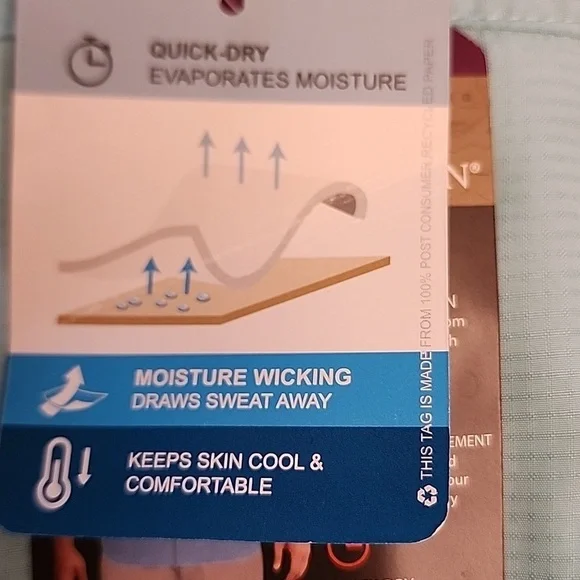 QUICK-DRY
EVAPORATES MOISTURE
MOISTURE WICKING
DRAWS SWEAT AWAY
KEEPS SKIN COOL &
COMFORTABLE
THIS TAG IS MADE FROM 100% POST CONSUMER RECYCLED PAPER
N®